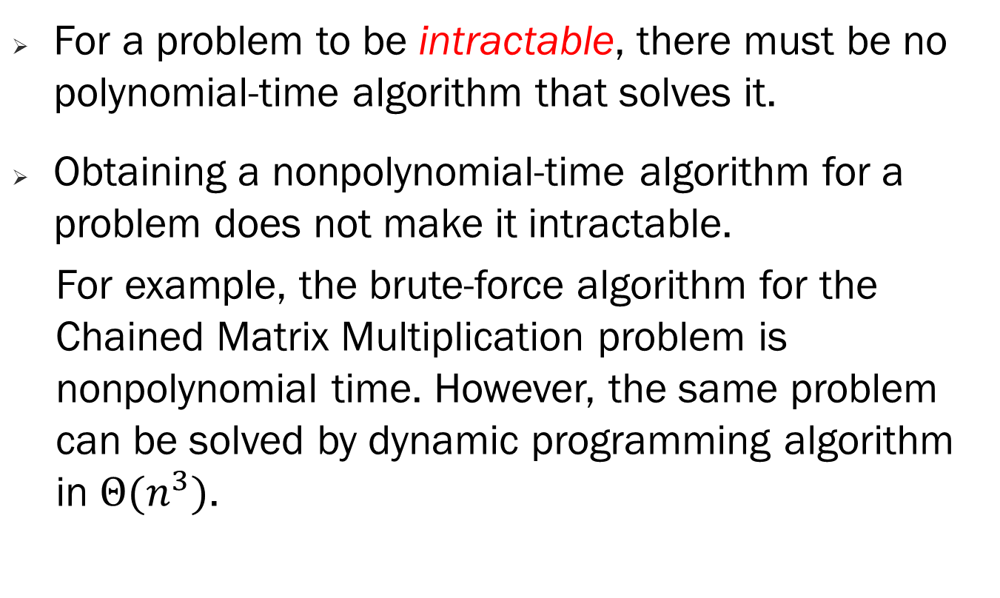 ➢ For a problem to be intractable, there must be no
polynomial-time algorithm that solves it.
➢ Obtaining a nonpolynomial-time algorithm for a
problem does not make it intractable.
For example, the brute-force algorithm for the
Chained Matrix Multiplication problem is
nonpolynomial time. However, the same problem
can be solved by dynamic programming algorithm
in Θ(n³).